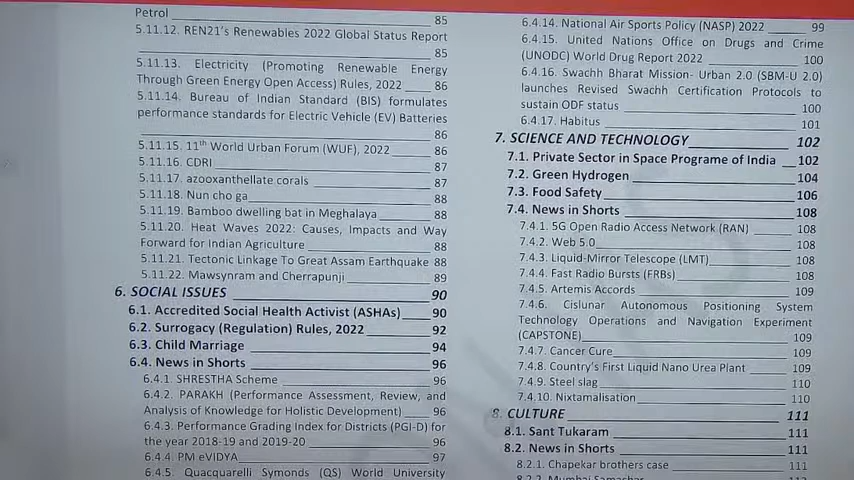 Petrol 85
5.11.12. REN21's Renewables 2022 Global Status Report
85
5.11.13. Electricity (Promoting Renewable Energy
Through Green Energy Open Access) Rules, 2022 86
5.11.14. Bureau of Indian Standard (BIS) formulates
performance standards for Electric Vehicle (EV) Batteries
86
5.11.15. 11th World Urban Forum (WUF), 2022 86
5.11.16. CDRI 87
5.11.17. azooxanthellate corals 87
5.11.18. Nun cho ga 88
5.11.19. Bamboo dwelling bat in Meghalaya 88
5.11.20. Heat Waves 2022: Causes, Impacts and Way
Forward for Indian Agriculture 88
5.11.21. Tectonic Linkage To Great Assam Earthquake 88
5.11.22. Mawsynram and Cherrapunji 89
6. SOCIAL ISSUES 90
6.1. Accredited Social Health Activist (ASHAs) 90
6.2. Surrogacy (Regulation) Rules, 2022 92
6.3. Child Marriage 94
6.4. News in Shorts 96
6.4.1. SHRESTHA Scheme 96
6.4.2. PARAKH (Performance Assessment, Review, and
Analysis of Knowledge for Holistic Development) 96
6.4.3. Performance Grading Index for Districts (PGI-D) for
the year 2018-19 and 2019-20 96
6.4.4. PM eVIDYA 97
6.4.5. Quacquarelli Symonds (QS) World University
6.4.14. National Air Sports Policy (NASP) 2022 99
6.4.15. United Nations Office on Drugs and Crime
(UNODC) World Drug Report 2022 100
6.4.16. Swachh Bharat Mission- Urban 2.0 (SBM-U 2.0)
launches Revised Swachh Certification Protocols to
sustain ODF status 100
6.4.17. Habitus 101
7. SCIENCE AND TECHNOLOGY 102
7.1. Private Sector in Space Programe of India 102
7.2. Green Hydrogen 104
7.3. Food Safety 106
7.4. News in Shorts 108
7.4.1. 5G Open Radio Access Network (RAN) 108
7.4.2. Web 5.0 108
7.4.3. Liquid-Mirror Telescope (LMT) 108
7.4.4. Fast Radio Bursts (FRBs) 108
7.4.5. Artemis Accords 109
7.4.6. Cislunar Autonomous Positioning System
Technology Operations and Navigation Experiment
(CAPSTONE) 109
7.4.7. Cancer Cure 109
7.4.8. Country's First Liquid Nano Urea Plant 109
7.4.9. Steel slag 110
7.4.10. Nixtamalisation 110
8. CULTURE 111
8.1. Sant Tukaram 111
8.2. News in Shorts 111
8.2.1. Chapekar brothers case 111
8.2.2. Mumbai Samachar